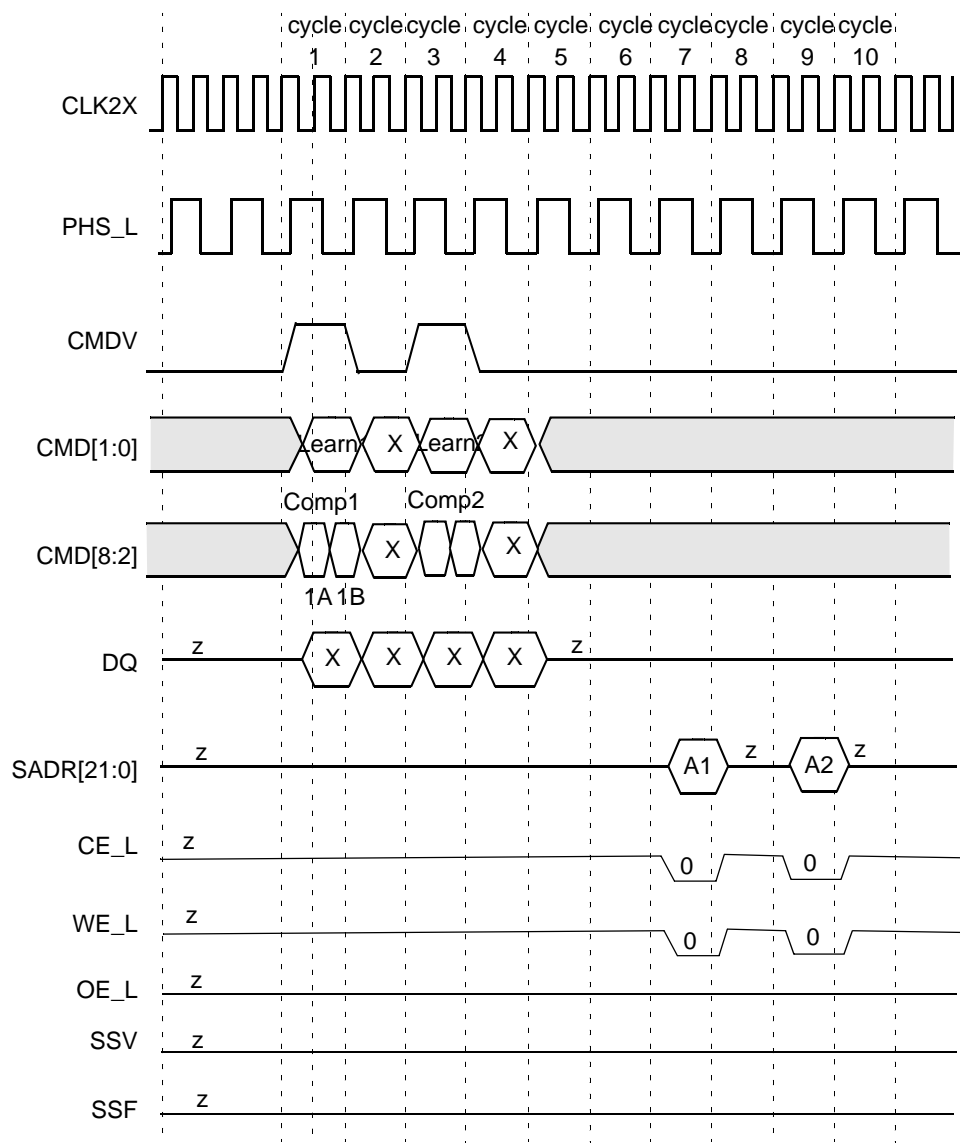 cycle cycle cycle cycle cycle cycle cycle cycle cycle cycle
1 2 3 4 5 6 7 8 9 10
CLK2X
PHS_L
CMDV
CMD[1:0] X X
Comp1 Comp2
CMD[8:2] X X
1A 1B
DQ z X X X X z
SADR[21:0] z A1 z A2 z
CE_L z 0 0
WE_L z 0 0
OE_L z
SSV z
SSF z